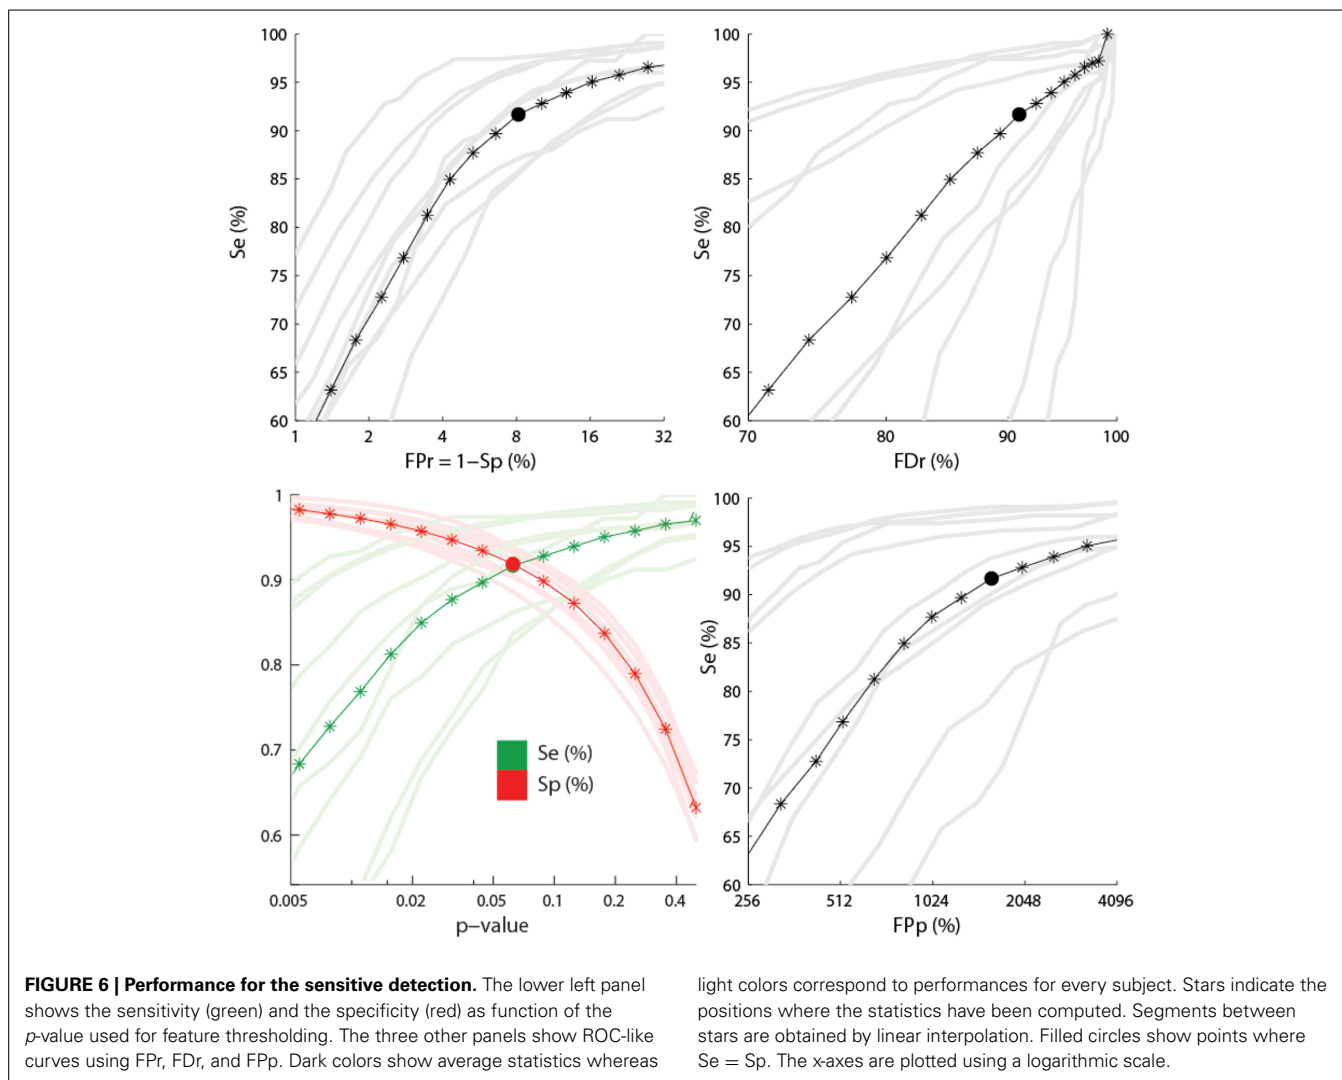 100
95
90
85
80
75
70
65
60
Se (%)
1 2 4 8 16 32
FPr = 1−Sp (%)
100
95
90
85
80
75
70
65
60
Se (%)
70 80 90 100
FDr (%)
1
0.9
0.8
0.7
0.6
Se (%)
Sp (%)
0.005 0.02 0.05 0.1 0.2 0.4
p−value
100
95
90
85
80
75
70
65
60
Se (%)
256 512 1024 2048 4096
FPp (%)
FIGURE 6 | Performance for the sensitive detection. The lower left panel
shows the sensitivity (green) and the specificity (red) as function of the
p-value used for feature thresholding. The three other panels show ROC-like
curves using FPr, FDr, and FPp. Dark colors show average statistics whereas
light colors correspond to performances for every subject. Stars indicate the
positions where the statistics have been computed. Segments between
stars are obtained by linear interpolation. Filled circles show points where
Se = Sp. The x-axes are plotted using a logarithmic scale.